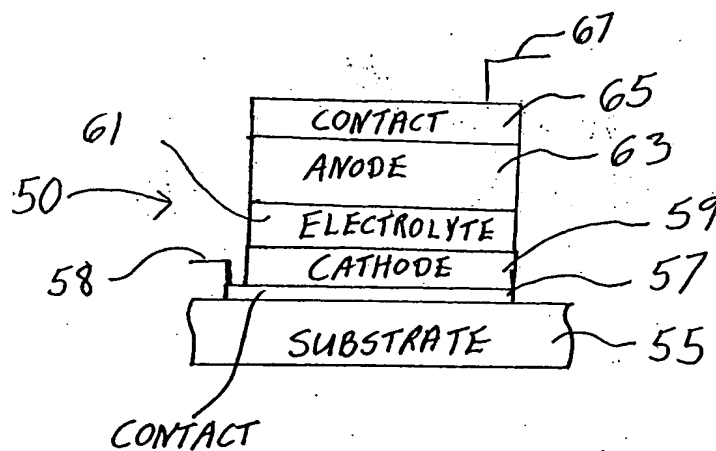 67
CONTACT
65
61
ANODE
63
50
ELECTROLYTE
59
58
CATHODE
57
SUBSTRATE
55
CONTACT